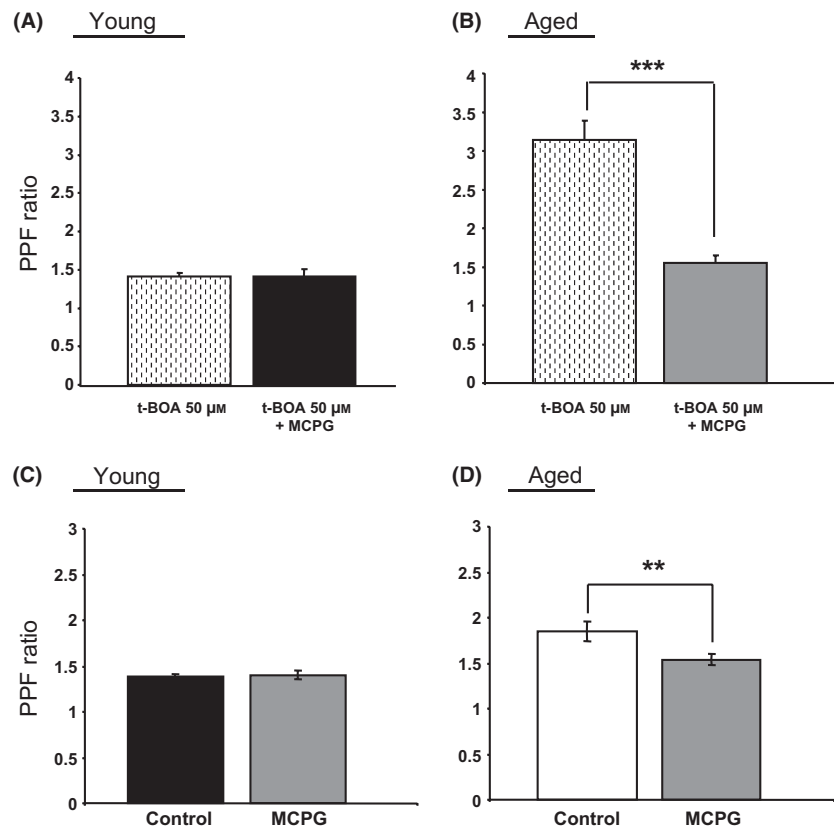 (A) Young
4
3.5
3
2.5
2
1.5
1
0.5
0
PPF ratio
t-BOA 50 µM
t-BOA 50 µM
+ MCPG
(B) Aged
***
4
3.5
3
2.5
2
1.5
1
0.5
0
t-BOA 50 µM
t-BOA 50 µM
+ MCPG
(C) Young
3
2.5
2
1.5
1
0.5
0
PPF ratio
Control MCPG
(D) Aged
**
3
2.5
2
1.5
1
0.5
0
Control MCPG